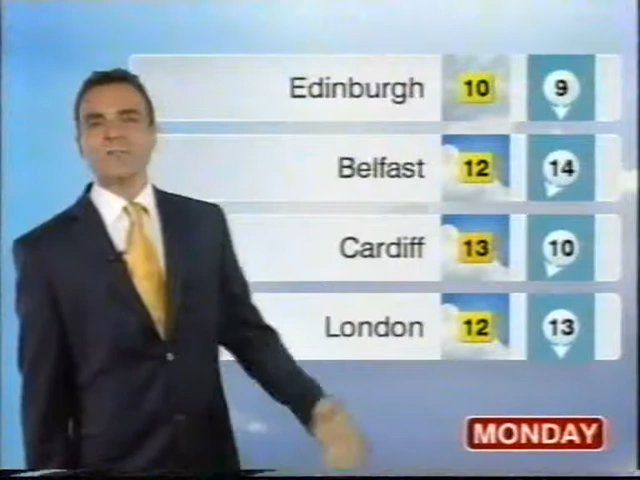 Edinburgh 10 9
Belfast 12 14
Cardiff 13 10
London 12 13
MONDAY